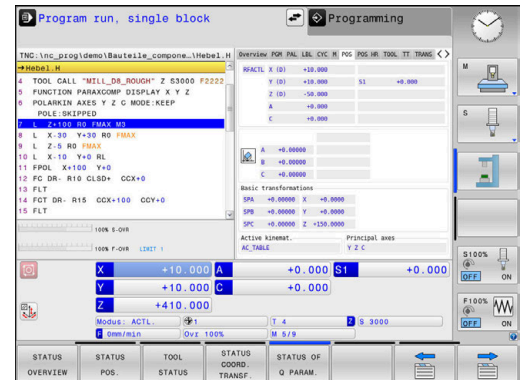 Program run, single block
Programming
TNC:\nc_prog\demo\Bauteile_compone…\Hebel.H
→Hebel.H
4 TOOL CALL "MILL_D8_ROUGH" Z S3000 F2222
5 FUNCTION PARAXCOMP DISPLAY X Y Z
6 POLARKIN AXES Y Z C MODE:KEEP
POLE:SKIPPED
7 L Z+100 R0 FMAX M3
8 L X-30 Y+30 R0 FMAX
9 L Z-5 R0 FMAX
10 L X-10 Y+0 RL
11 FPOL X+100 Y+0
12 FC DR- R10 CLSD+ CCX+0
13 FLT
14 FCT DR- R15 CCX+100 CCY+0
15 FLT
100% S-OVR
100% F-OVR LIMIT 1
Overview PGM PAL LBL CYC M POS POS HR TOOL TT TRANS
RFACTL X (D) +10.000
Y (D) +10.000 S1 +0.000
Z (D) -50.000
A +0.000
C +0.000
A +0.00000
B +0.00000
C +0.00000
Basic transformations
SPA +0.00000 X +0.0000
SPB +0.00000 Y +0.0000
SPC +0.00000 Z +150.0000
Active kinemat. Principal axes
AC_TABLE Y Z C
X +10.000 A +0.000 S1 +0.000
Y +10.000 C +0.000
Z +410.000
Modus: ACTL. 1 T 4 Z S 3000
F 0mm/min Ovr 100% M 5/9
M
S
S100%
OFF ON
F100%
OFF ON
STATUS OVERVIEW
STATUS POS.
TOOL STATUS
STATUS COORD. TRANSF.
STATUS OF Q PARAM.